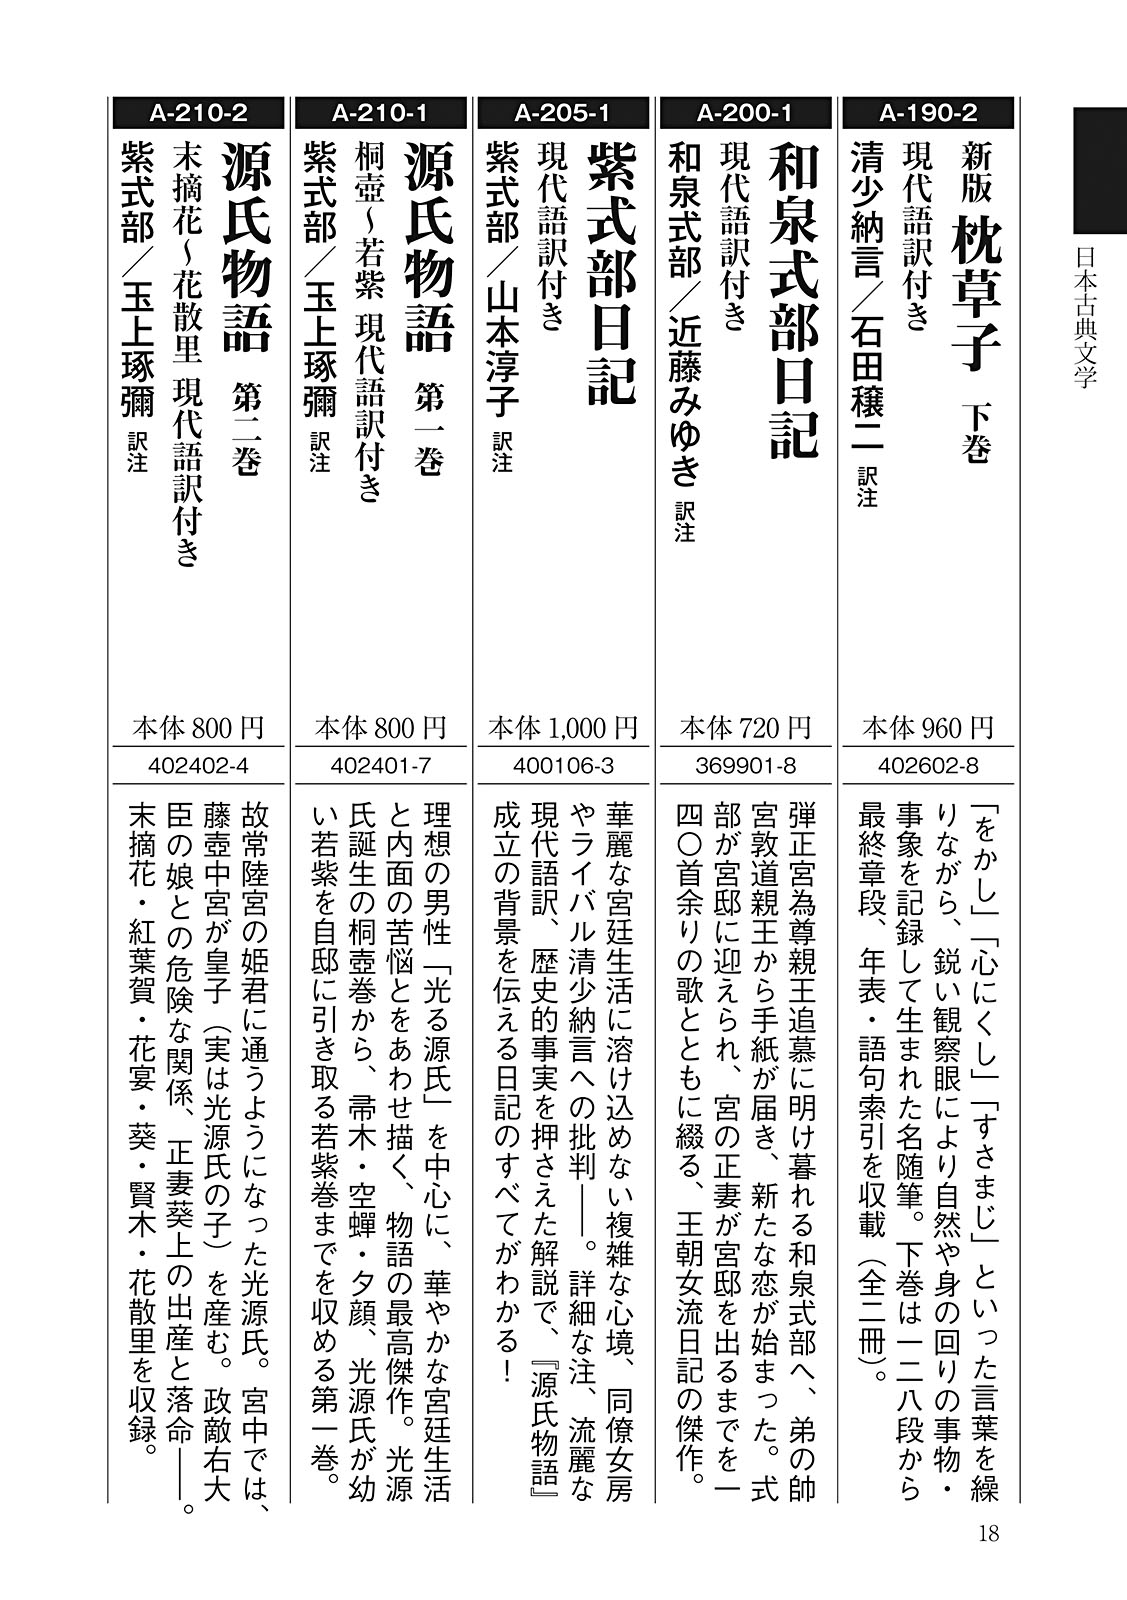 日本古典文学
A-190-2
新版 枕草子 下巻
現代語訳付き
清少納言／石田穣二 訳注
本体 960 円
402602-8
「をかし」「心にくし」「すさまじ」といった言葉を繰
りながら、鋭い観察眼により自然や身の回りの事物・
事象を記録して生まれた名随筆。下巻は一二八段から
最終章段、年表・語句索引を収載（全二冊）。
A-200-1
和泉式部日記
現代語訳付き
和泉式部／近藤みゆき 訳注
本体 720 円
369901-8
弾正宮為尊親王追慕に明け暮れる和泉式部へ、弟の帥
宮敦道親王から手紙が届き、新たな恋が始まった。式
部が宮邸に迎えられ、宮の正妻が宮邸を出るまでを一
四〇首余りの歌とともに綴る、王朝女流日記の傑作。
A-205-1
紫式部日記
現代語訳付き
紫式部／山本淳子 訳注
本体 1,000 円
400106-3
華麗な宮廷生活に溶け込めない複雑な心境、同僚女房
やライバル清少納言への批判――。詳細な注、流麗な
現代語訳、歴史的事実を押さえた解説で、『源氏物語』
成立の背景を伝える日記のすべてがわかる！
A-210-1
源氏物語 第一巻
桐壺～若紫 現代語訳付き
紫式部／玉上琢彌 訳注
本体 800 円
402401-7
理想の男性「光る源氏」を中心に、華やかな宮廷生活
と内面の苦悩とをあわせ描く、物語の最高傑作。光源
氏誕生の桐壺巻から、帚木・空蟬・夕顔、光源氏が幼
い若紫を自邸に引き取る若紫巻までを収める第一巻。
A-210-2
源氏物語 第二巻
末摘花～花散里 現代語訳付き
紫式部／玉上琢彌 訳注
本体 800 円
402402-4
故常陸宮の姫君に通うようになった光源氏。宮中では、
藤壺中宮が皇子（実は光源氏の子）を産む。政敵右大
臣の娘との危険な関係、正妻葵上の出産と落命――。
末摘花・紅葉賀・花宴・葵・賢木・花散里を収録。
18